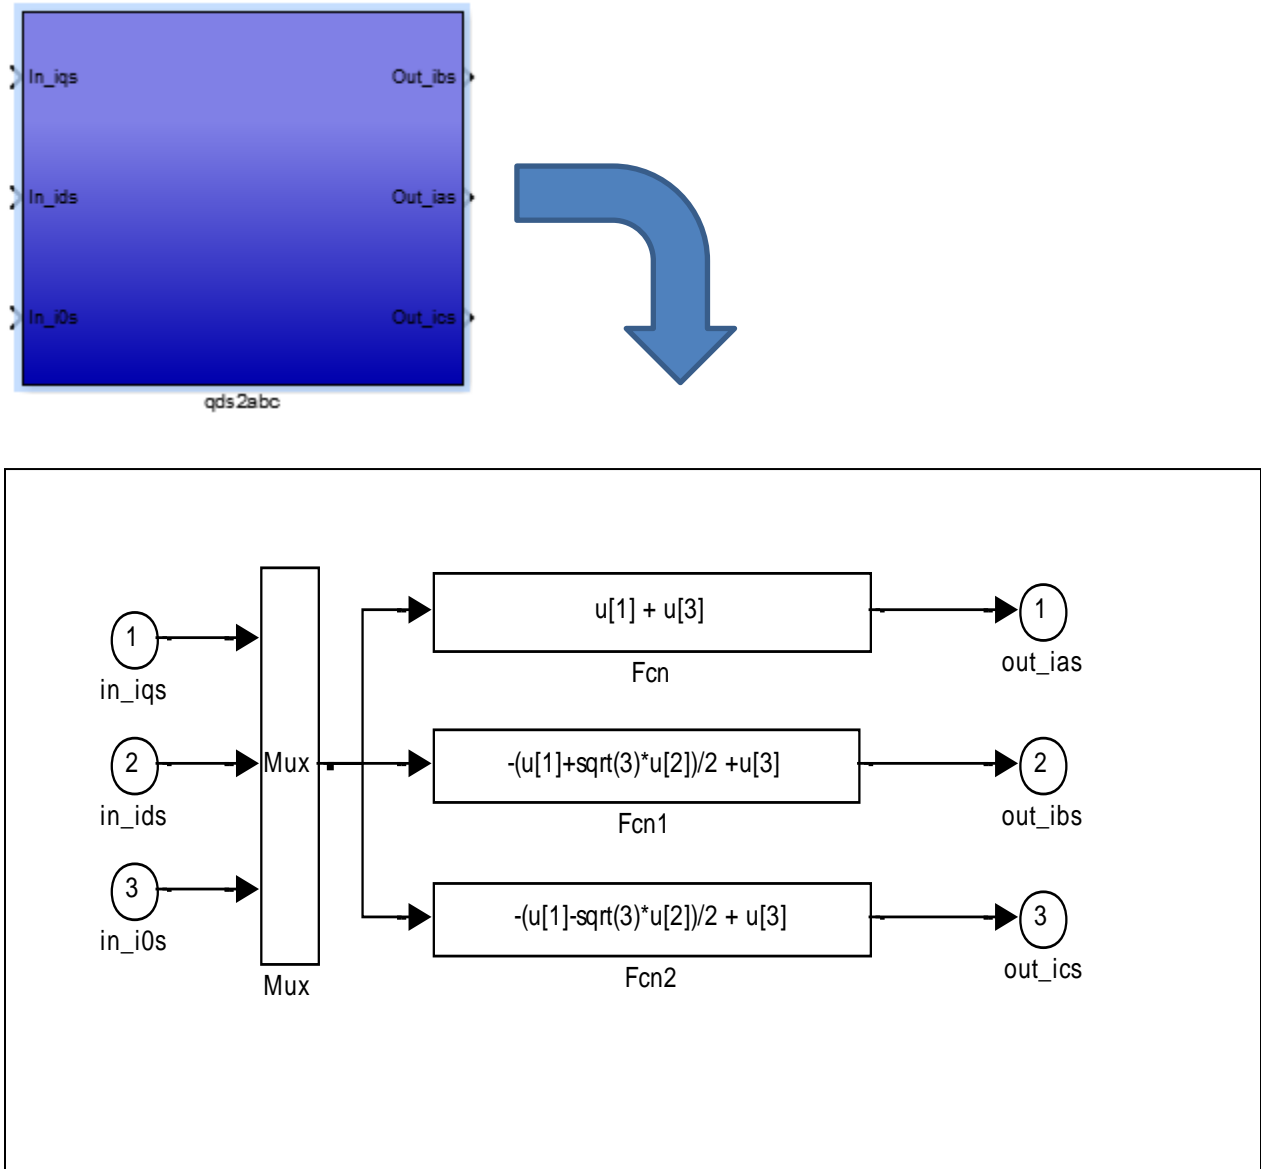 In_iqs
Out_ibs
In_ids
Out_ias
In_i0s
Out_ics
qds2abc
1
in_iqs
2
in_ids
3
in_i0s
Mux
Mux
u[1] + u[3]
Fcn
-(u[1]+sqrt(3)*u[2])/2 +u[3]
Fcn1
-(u[1]-sqrt(3)*u[2])/2 + u[3]
Fcn2
1
out_ias
2
out_ibs
3
out_ics